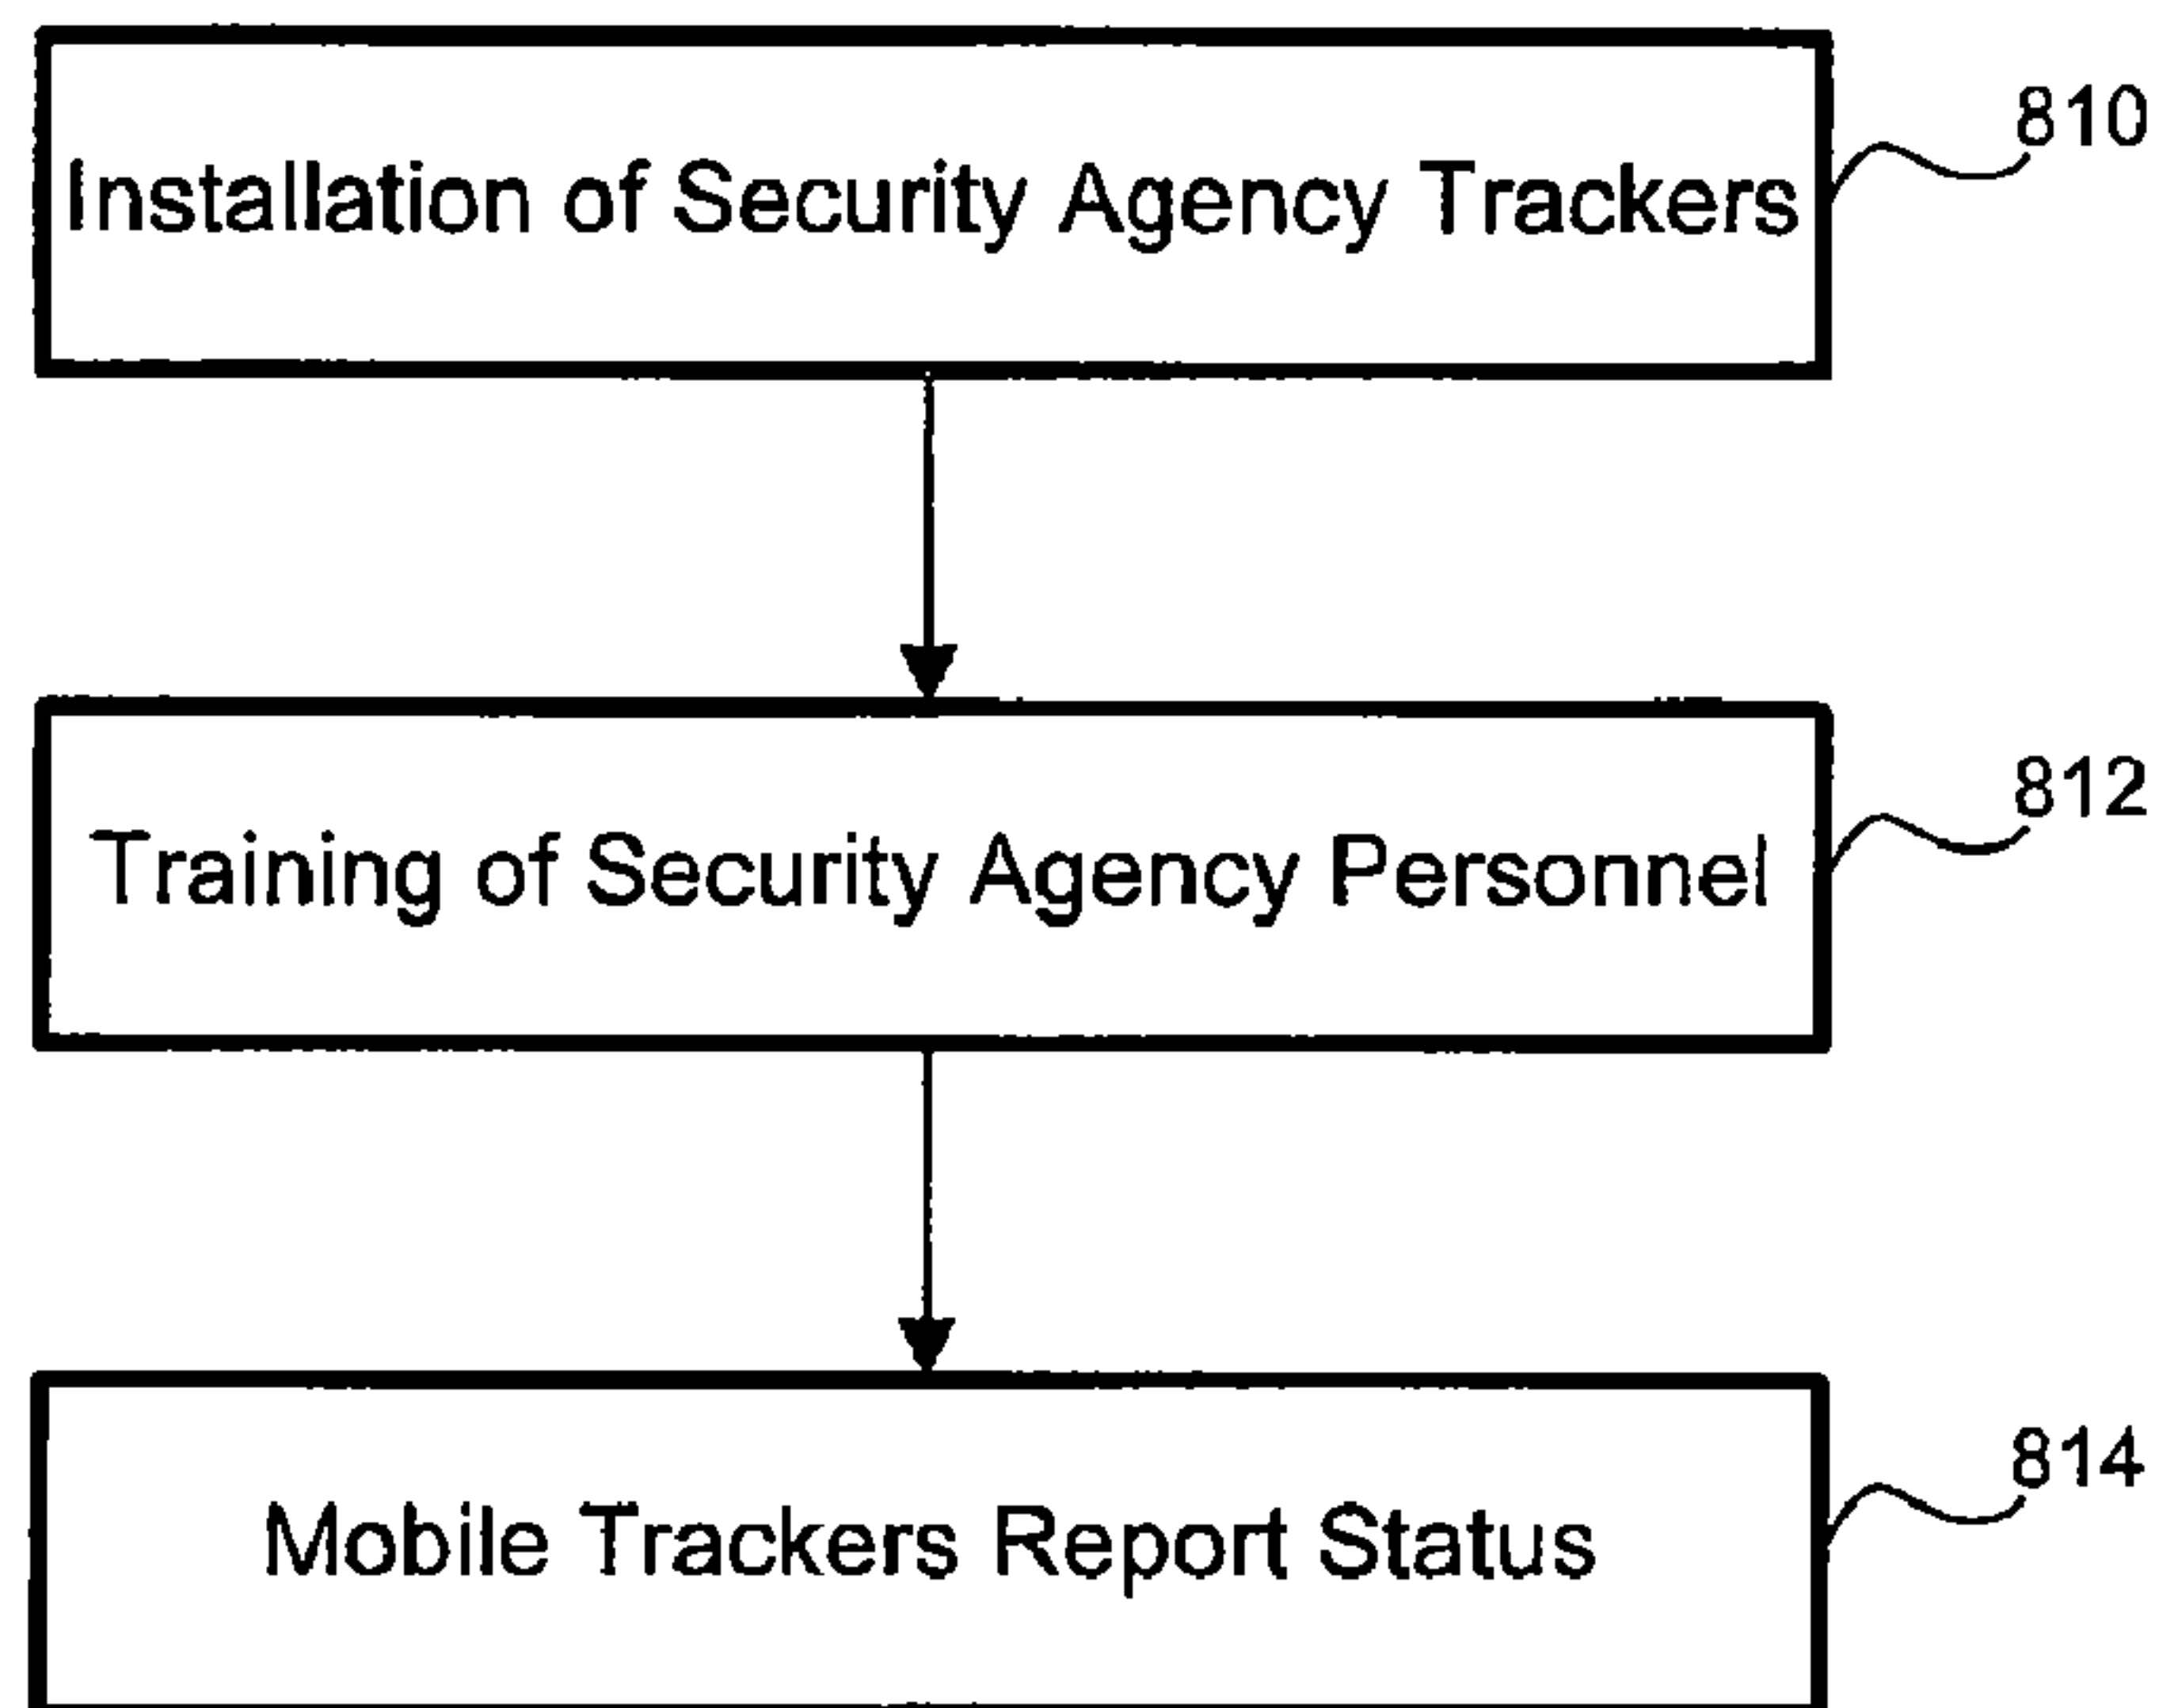 Installation of Security Agency Trackers
810
Training of Security Agency Personnel
812
Mobile Trackers Report Status
814